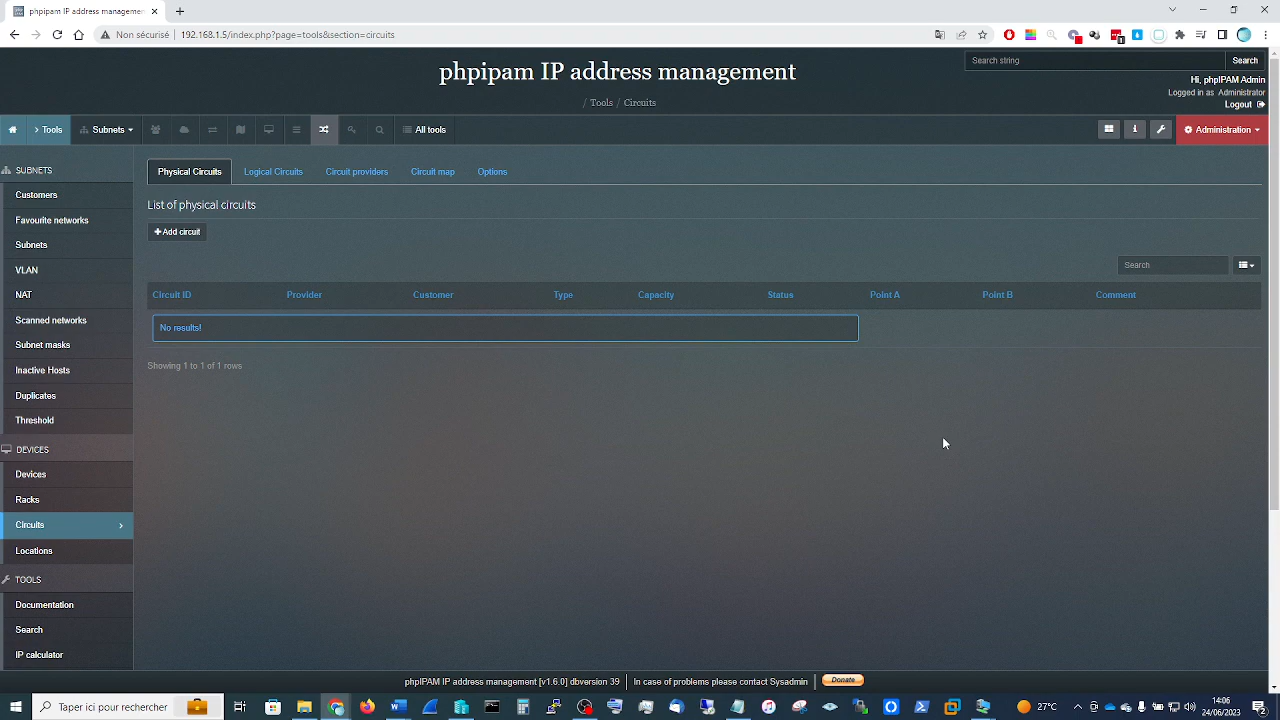 phpipam IP address managemen
Non sécurisé
192.168.1.5/index.php?page=tools&section=circuits
phpipam IP address management
/ Tools / Circuits
Search string
Search
Hi, phpIPAM Admin
Logged in as Administrator
Logout
Tools
Subnets
All tools
Administration
SUBNETS
Customers
Favourite networks
Subnets
VLAN
NAT
Scanned networks
Subnet masks
Inactive Hosts
Duplicates
Threshold
DEVICES
Devices
Racks
Circuits
Locations
TOOLS
Documentation
Search
IP calculator
Physical Circuits
Logical Circuits
Circuit providers
Circuit map
Options
List of physical circuits
+ Add circuit
Search
Circuit ID Provider Customer Type Capacity Status Point A Point B Comment
No results!
Showing 1 to 1 of 1 rows
phpIPAM IP address management [v1.6.0] dbversion 39
In case of problems please contact Sysadmin
Donate
Taper ici pour rechercher
27°C
14:06
24/06/2023